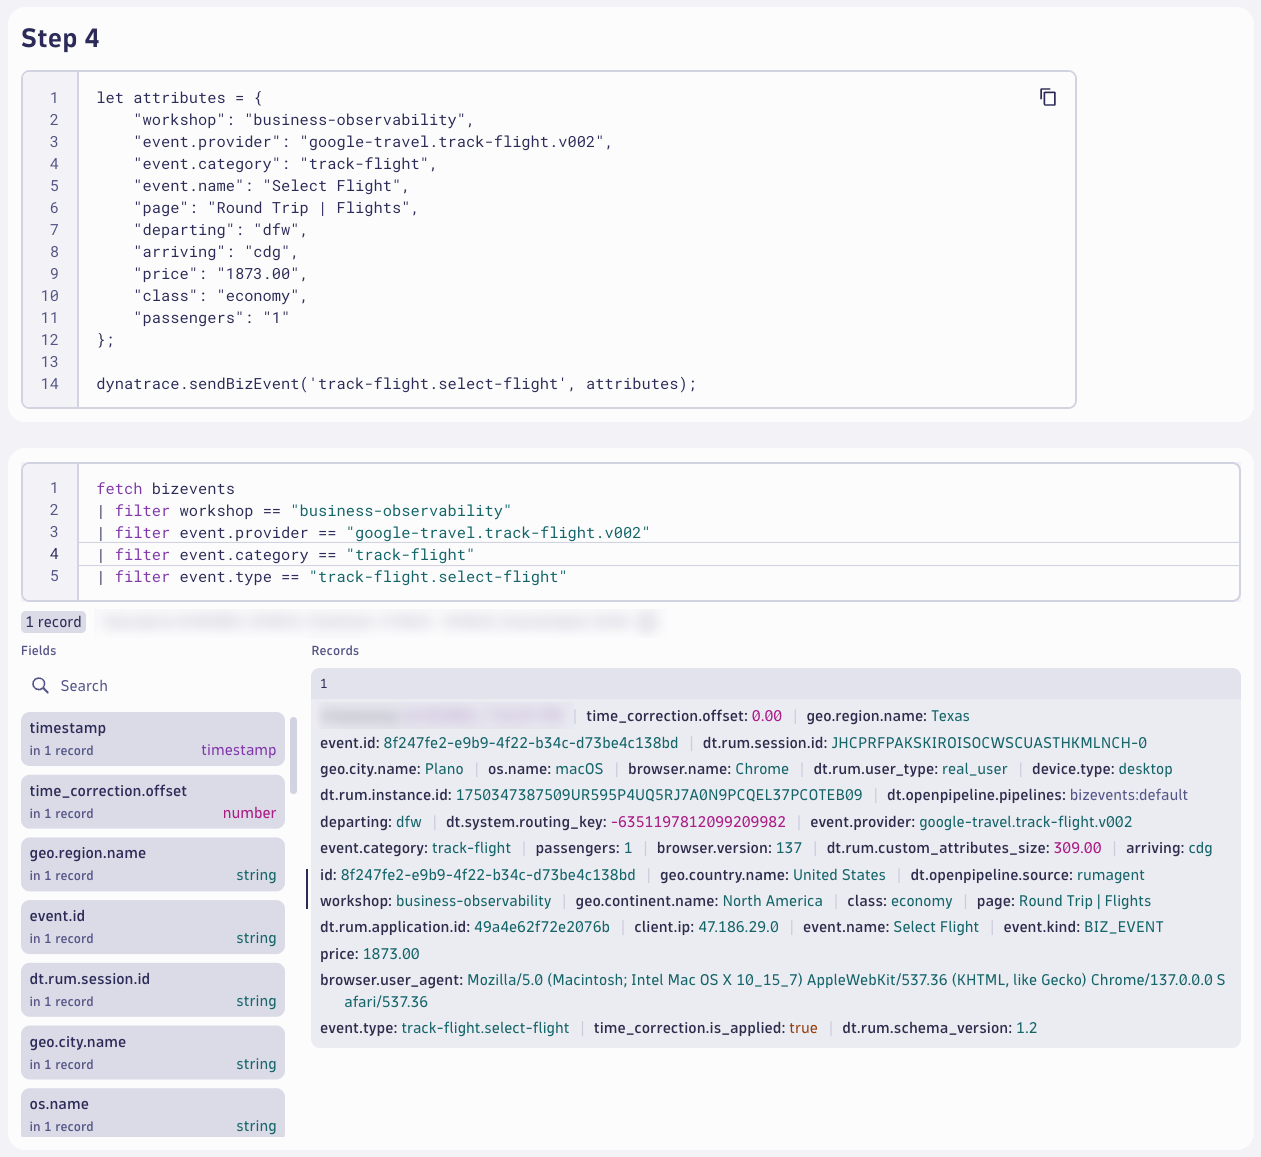 Step 4
1 let attributes = {
2 "workshop": "business-observability",
3 "event.provider": "google-travel.track-flight.v002",
4 "event.category": "track-flight",
5 "event.name": "Select Flight",
6 "page": "Round Trip | Flights",
7 "departing": "dfw",
8 "arriving": "cdg",
9 "price": "1873.00",
10 "class": "economy",
11 "passengers": "1"
12 };
13
14 dynatrace.sendBizEvent('track-flight.select-flight', attributes);
1 fetch bizevents
2 | filter workshop == "business-observability"
3 | filter event.provider == "google-travel.track-flight.v002"
4 | filter event.category == "track-flight"
5 | filter event.type == "track-flight.select-flight"
1 record
Fields
Search
timestamp
in 1 record timestamp
time_correction.offset
in 1 record number
geo.region.name
in 1 record string
event.id
in 1 record string
dt.rum.session.id
in 1 record string
geo.city.name
in 1 record string
os.name
in 1 record string
Records
1
time_correction.offset: 0.00 | geo.region.name: Texas
event.id: 8f247fe2-e9b9-4f22-b34c-d73be4c138bd | dt.rum.session.id: JHCPRFPAKSKIROISOCWSCUASTHKMLNCH-0
geo.city.name: Plano | os.name: macOS | browser.name: Chrome | dt.rum.user_type: real_user | device.type: desktop
dt.rum.instance.id: 1750347387509UR595P4UQ5RJ7A0N9PCQEL37PCOTEB09 | dt.openpipeline.pipelines: bizevents:default
departing: dfw | dt.system.routing_key: -6351197812099209982 | event.provider: google-travel.track-flight.v002
event.category: track-flight | passengers: 1 | browser.version: 137 | dt.rum.custom_attributes_size: 309.00 | arriving: cdg
id: 8f247fe2-e9b9-4f22-b34c-d73be4c138bd | geo.country.name: United States | dt.openpipeline.source: rumagent
workshop: business-observability | geo.continent.name: North America | class: economy | page: Round Trip | Flights
dt.rum.application.id: 49a4e62f72e2076b | client.ip: 47.186.29.0 | event.name: Select Flight | event.kind: BIZ_EVENT
price: 1873.00
browser.user_agent: Mozilla/5.0 (Macintosh; Intel Mac OS X 10_15_7) AppleWebKit/537.36 (KHTML, like Gecko) Chrome/137.0.0.0 S
afari/537.36
event.type: track-flight.select-flight | time_correction.is_applied: true | dt.rum.schema_version: 1.2